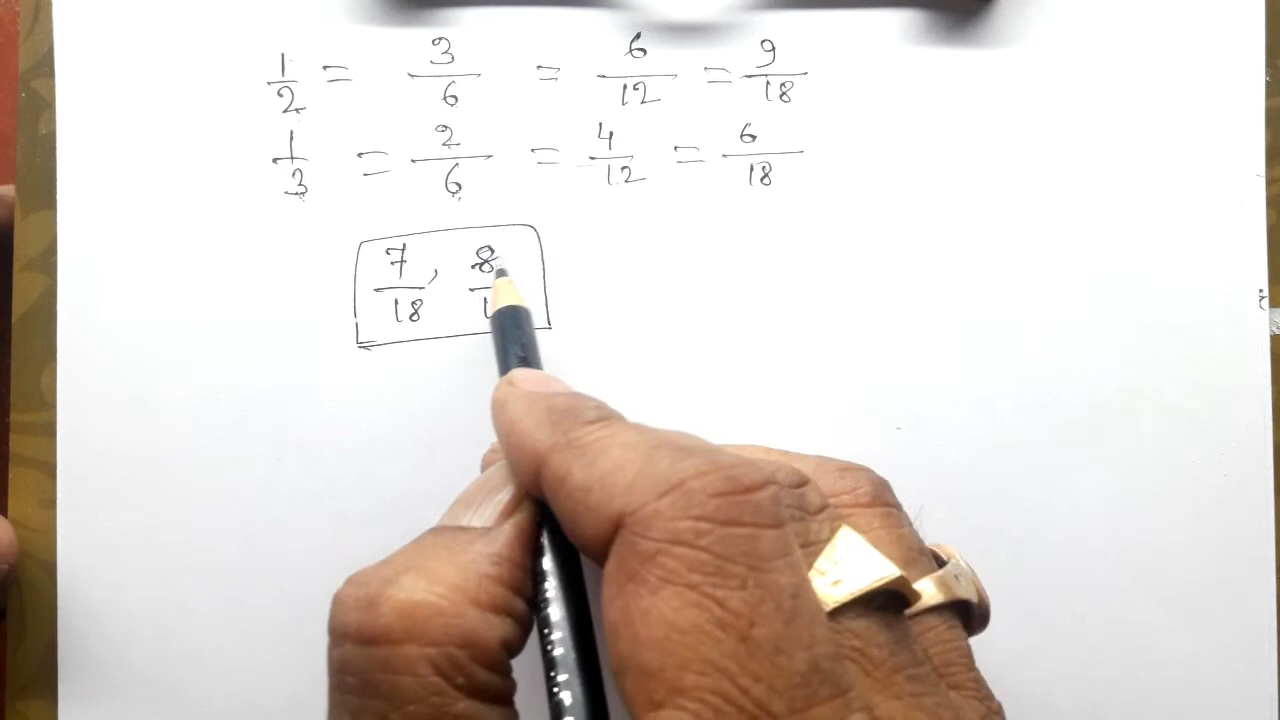 1/2 = 3/6 = 6/12 = 9/18
1/3 = 2/6 = 4/12 = 6/18
7/18, 8/1